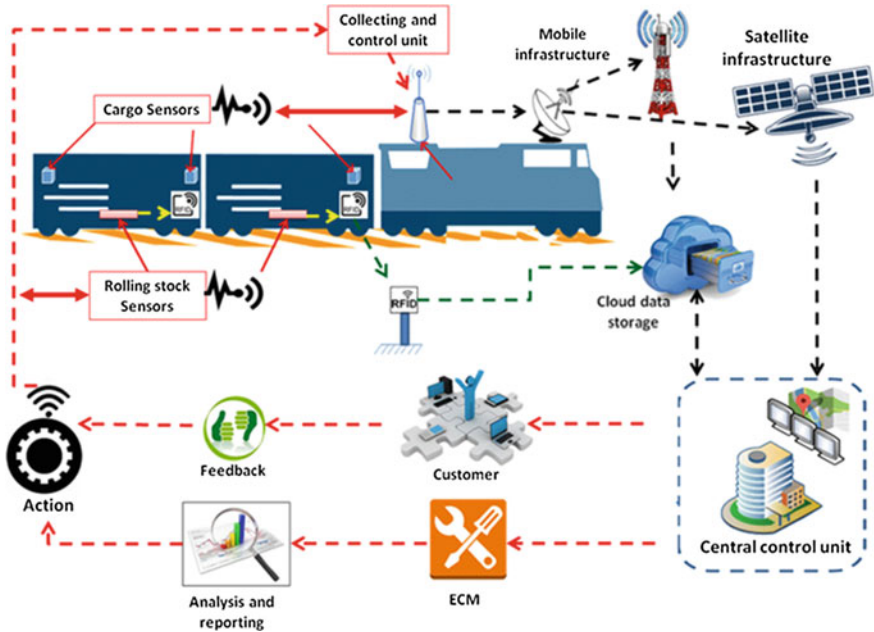 Collecting and
control unit
Mobile
infrastructure
Satellite
infrastructure
Cargo Sensors
RFID
RFID
Rolling stock
Sensors
RFID
Cloud data
storage
Feedback
Customer
Action
Central control unit
Analysis and
reporting
ECM